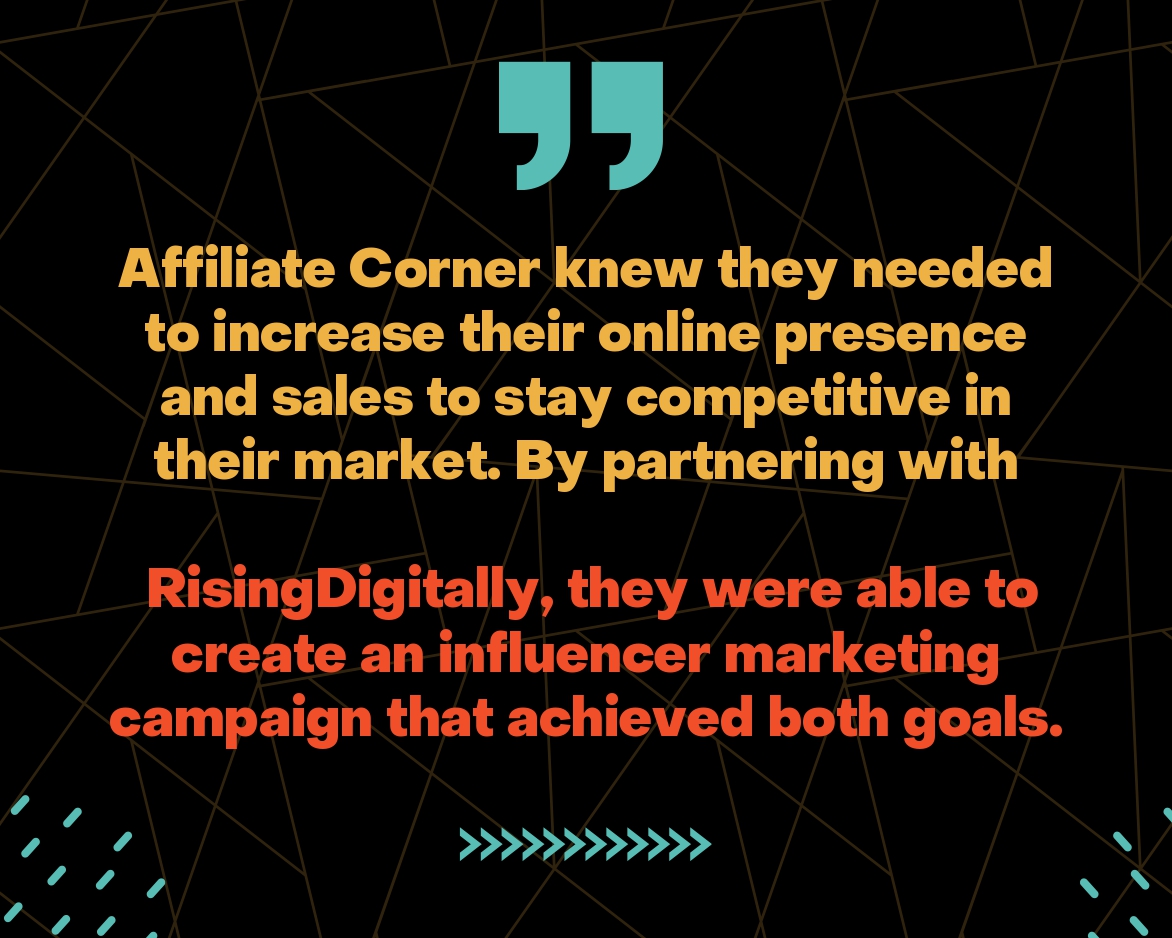 Affiliate Corner knew they needed
to increase their online presence
and sales to stay competitive in
their market. By partnering with
RisingDigitally, they were able to
create an influencer marketing
campaign that achieved both goals.